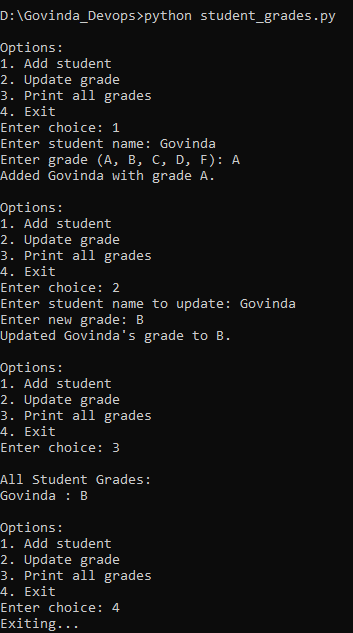 D:\Govinda_Devops>python student_grades.py
Options:
1. Add student
2. Update grade
3. Print all grades
4. Exit
Enter choice: 1
Enter student name: Govinda
Enter grade (A, B, C, D, F): A
Added Govinda with grade A.
Options:
1. Add student
2. Update grade
3. Print all grades
4. Exit
Enter choice: 2
Enter student name to update: Govinda
Enter new grade: B
Updated Govinda's grade to B.
Options:
1. Add student
2. Update grade
3. Print all grades
4. Exit
Enter choice: 3
All Student Grades:
Govinda : B
Options:
1. Add student
2. Update grade
3. Print all grades
4. Exit
Enter choice: 4
Exiting...